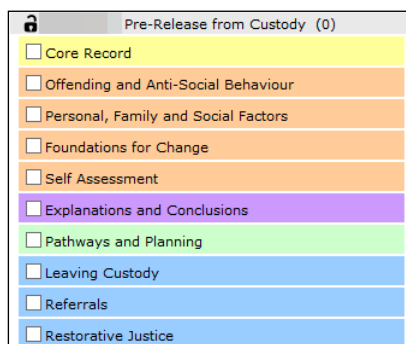 Pre-Release from Custody (0)
Core Record
Offending and Anti-Social Behaviour
Personal, Family and Social Factors
Foundations for Change
Self Assessment
Explanations and Conclusions
Pathways and Planning
Leaving Custody
Referrals
Restorative Justice